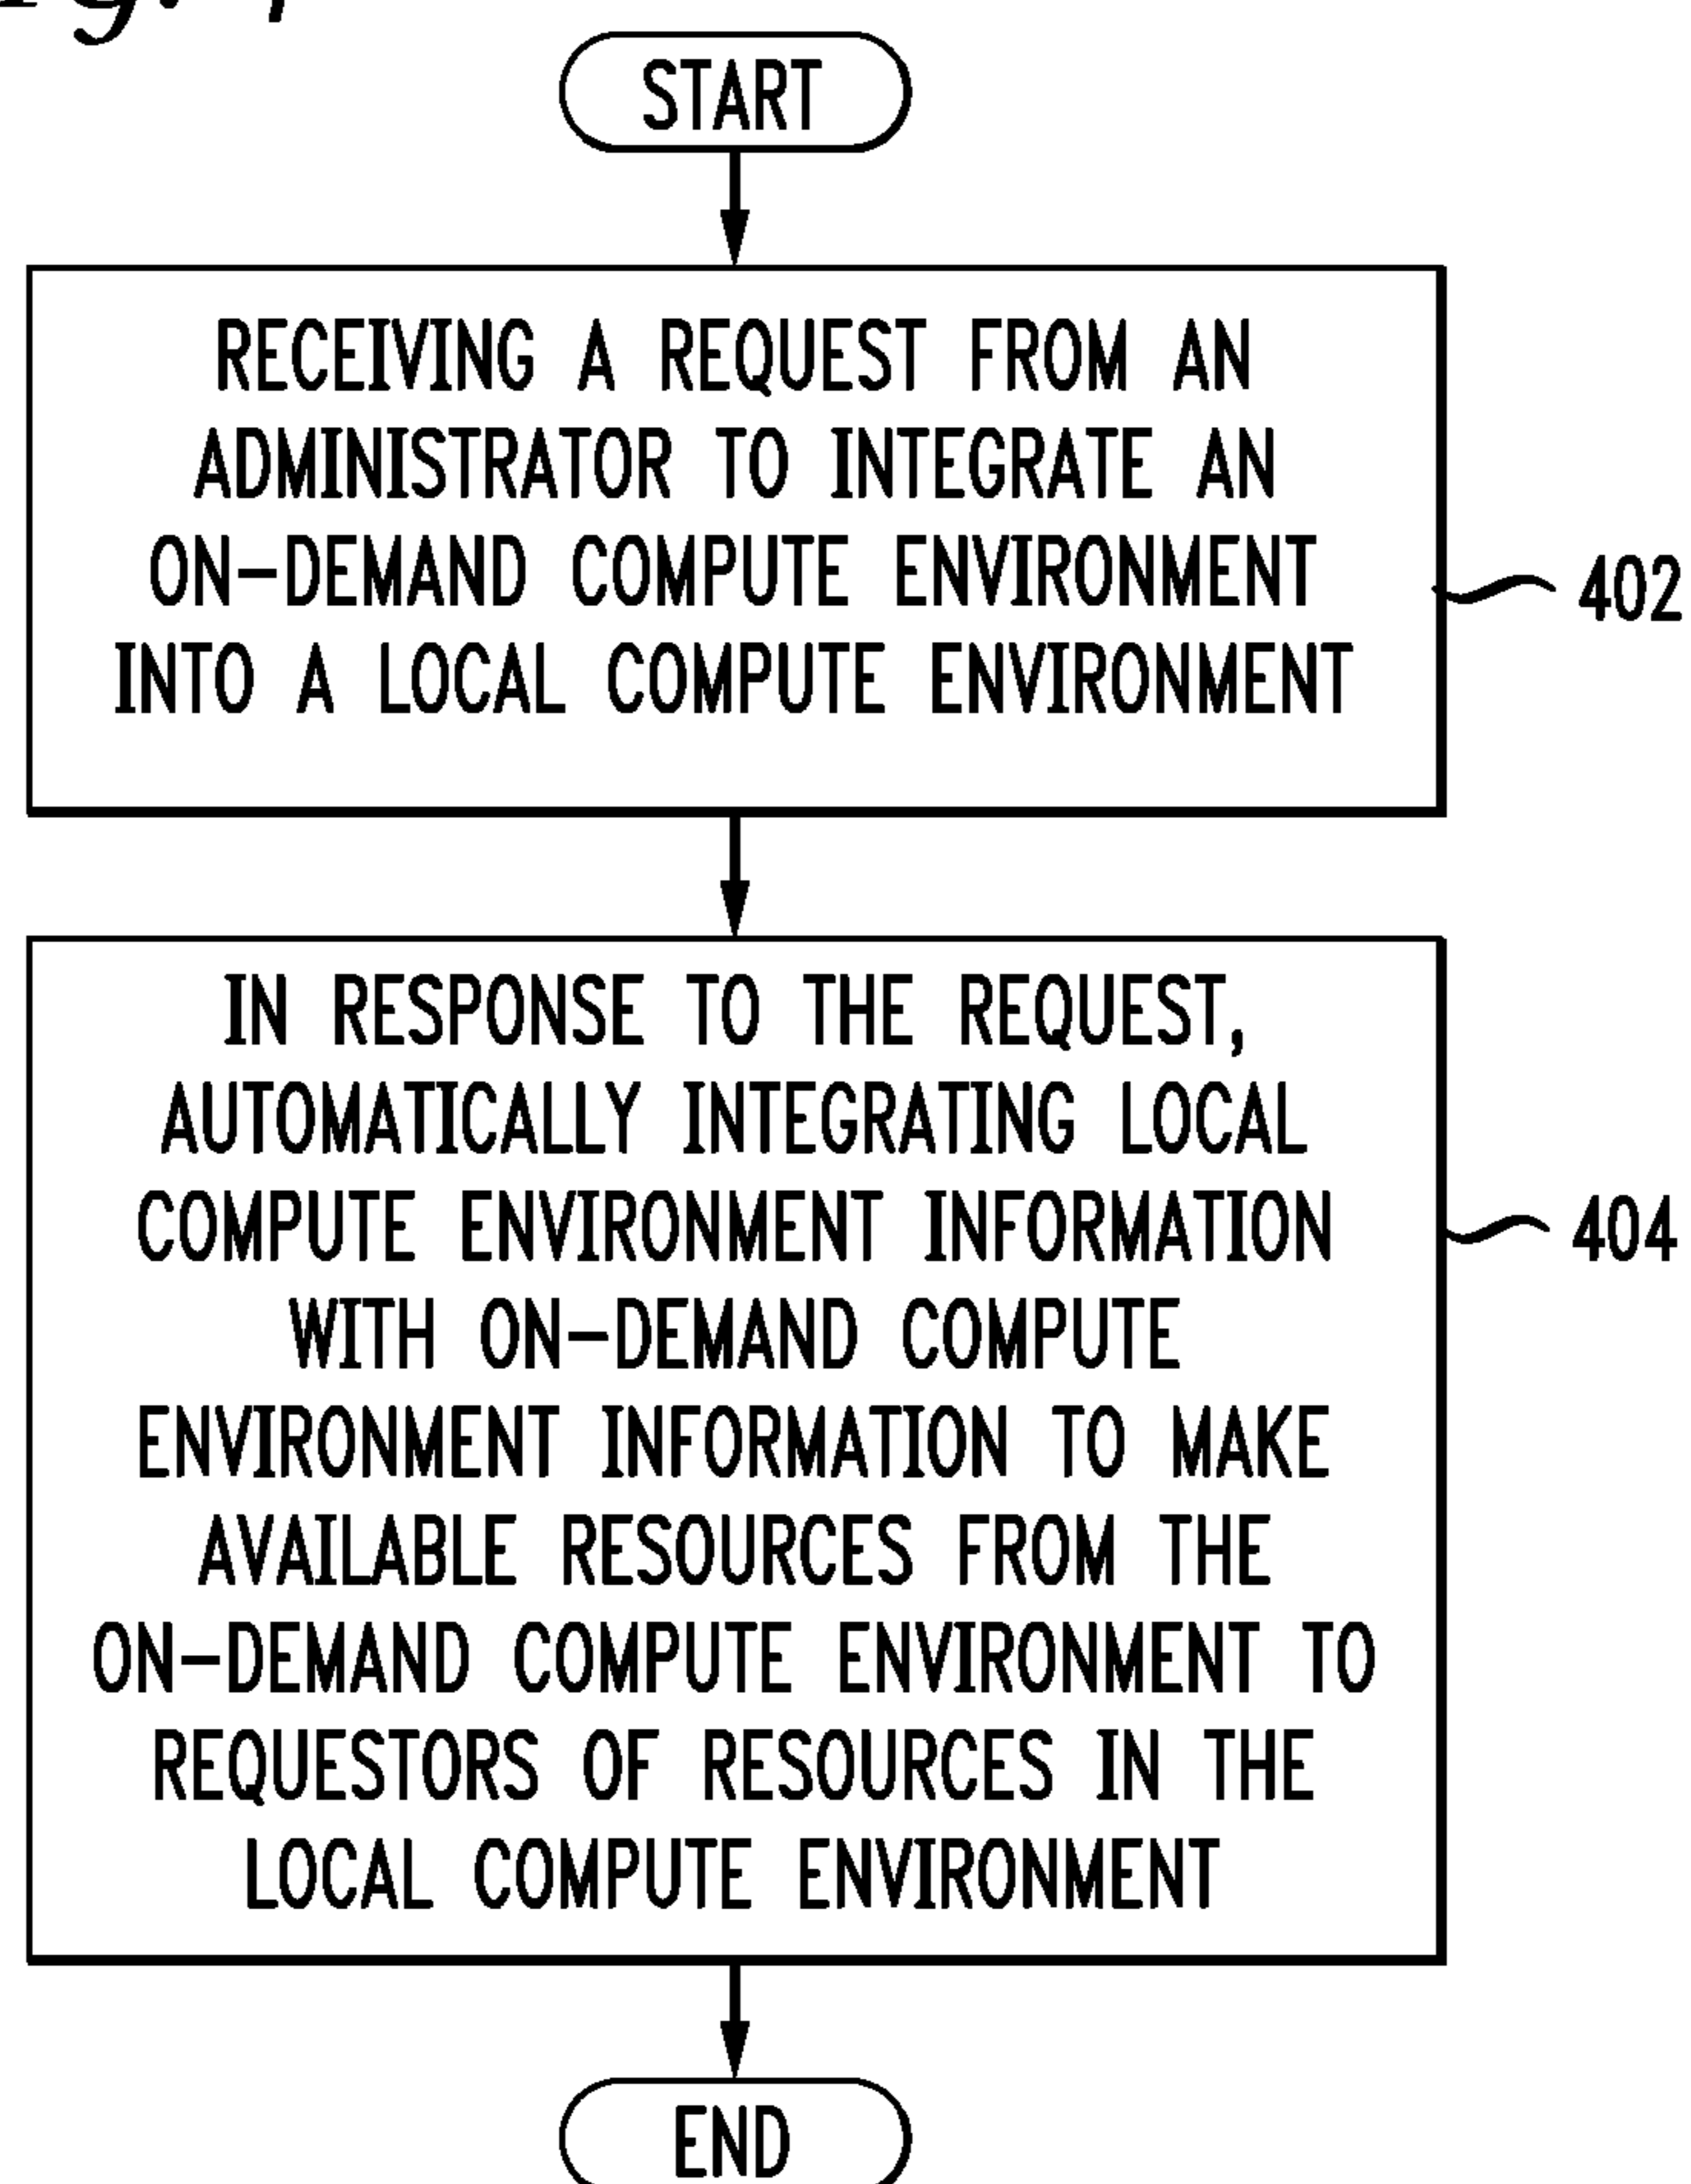 START
RECEIVING A REQUEST FROM AN
ADMINISTRATOR TO INTEGRATE AN
ON-DEMAND COMPUTE ENVIRONMENT
INTO A LOCAL COMPUTE ENVIRONMENT
402
IN RESPONSE TO THE REQUEST,
AUTOMATICALLY INTEGRATING LOCAL
COMPUTE ENVIRONMENT INFORMATION
WITH ON-DEMAND COMPUTE
ENVIRONMENT INFORMATION TO MAKE
AVAILABLE RESOURCES FROM THE
ON-DEMAND COMPUTE ENVIRONMENT TO
REQUESTORS OF RESOURCES IN THE
LOCAL COMPUTE ENVIRONMENT
404
END